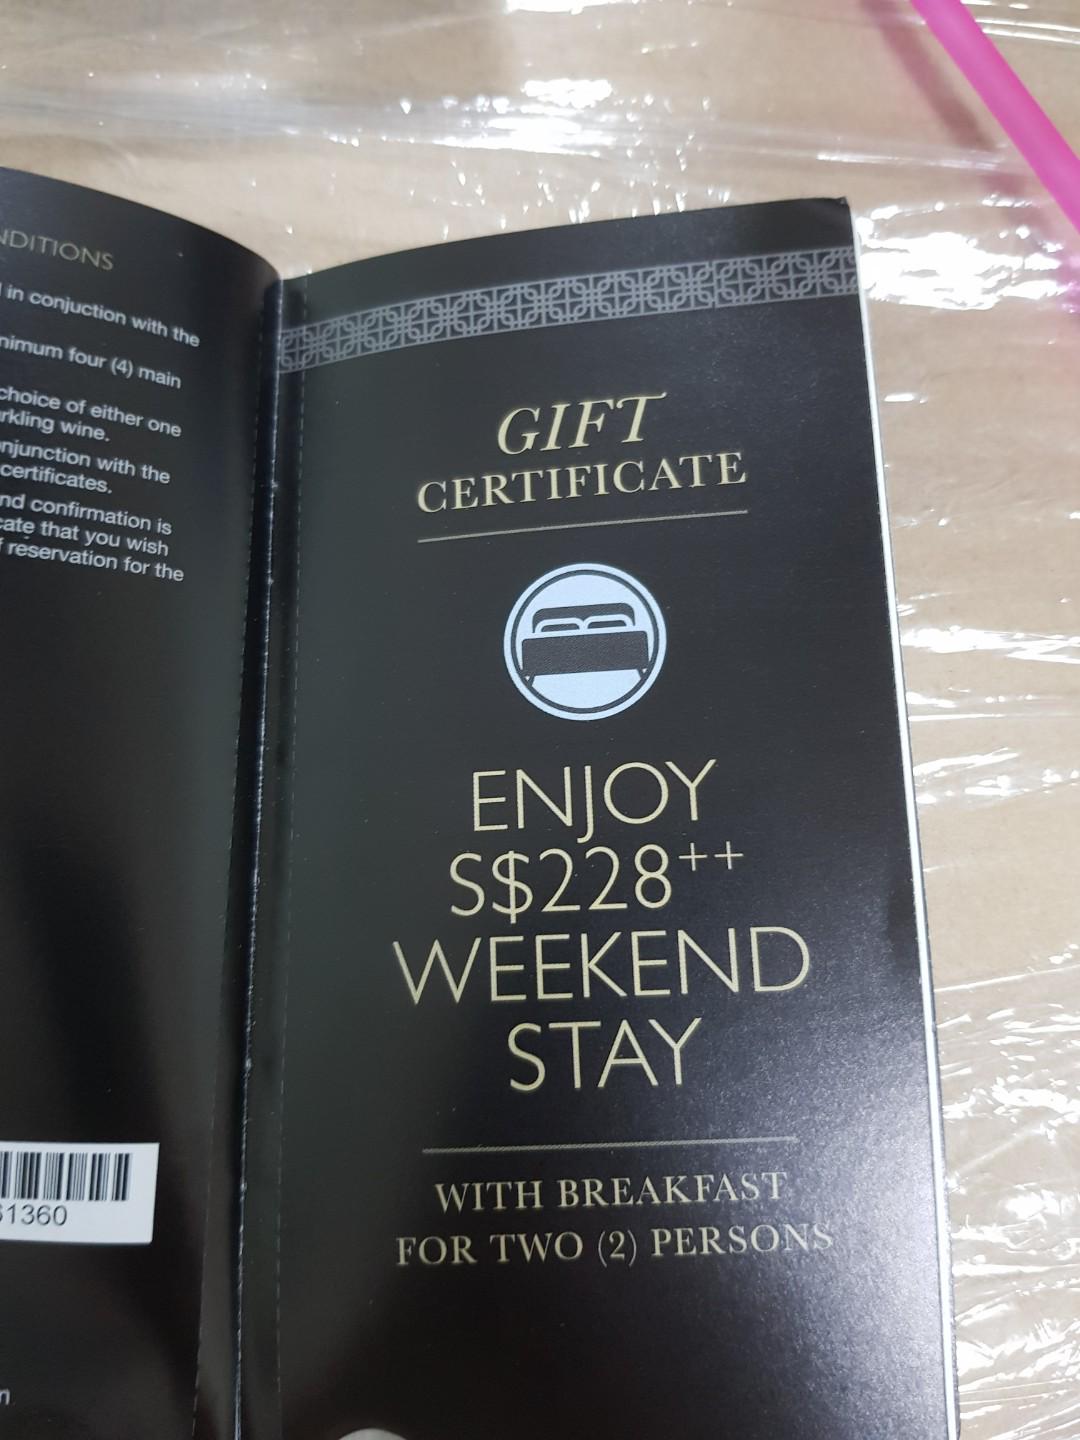 NDITIONS
in conjuction with the
nimum four (4) main
choice of either one
rkling wine.
njunction with the
certificates.
nd confirmation is
cate that you wish
f reservation for the
61360
n
GIFT
CERTIFICATE
ENJOY
S$228++
WEEKEND
STAY
WITH BREAKFAST
FOR TWO (2) PERSONS